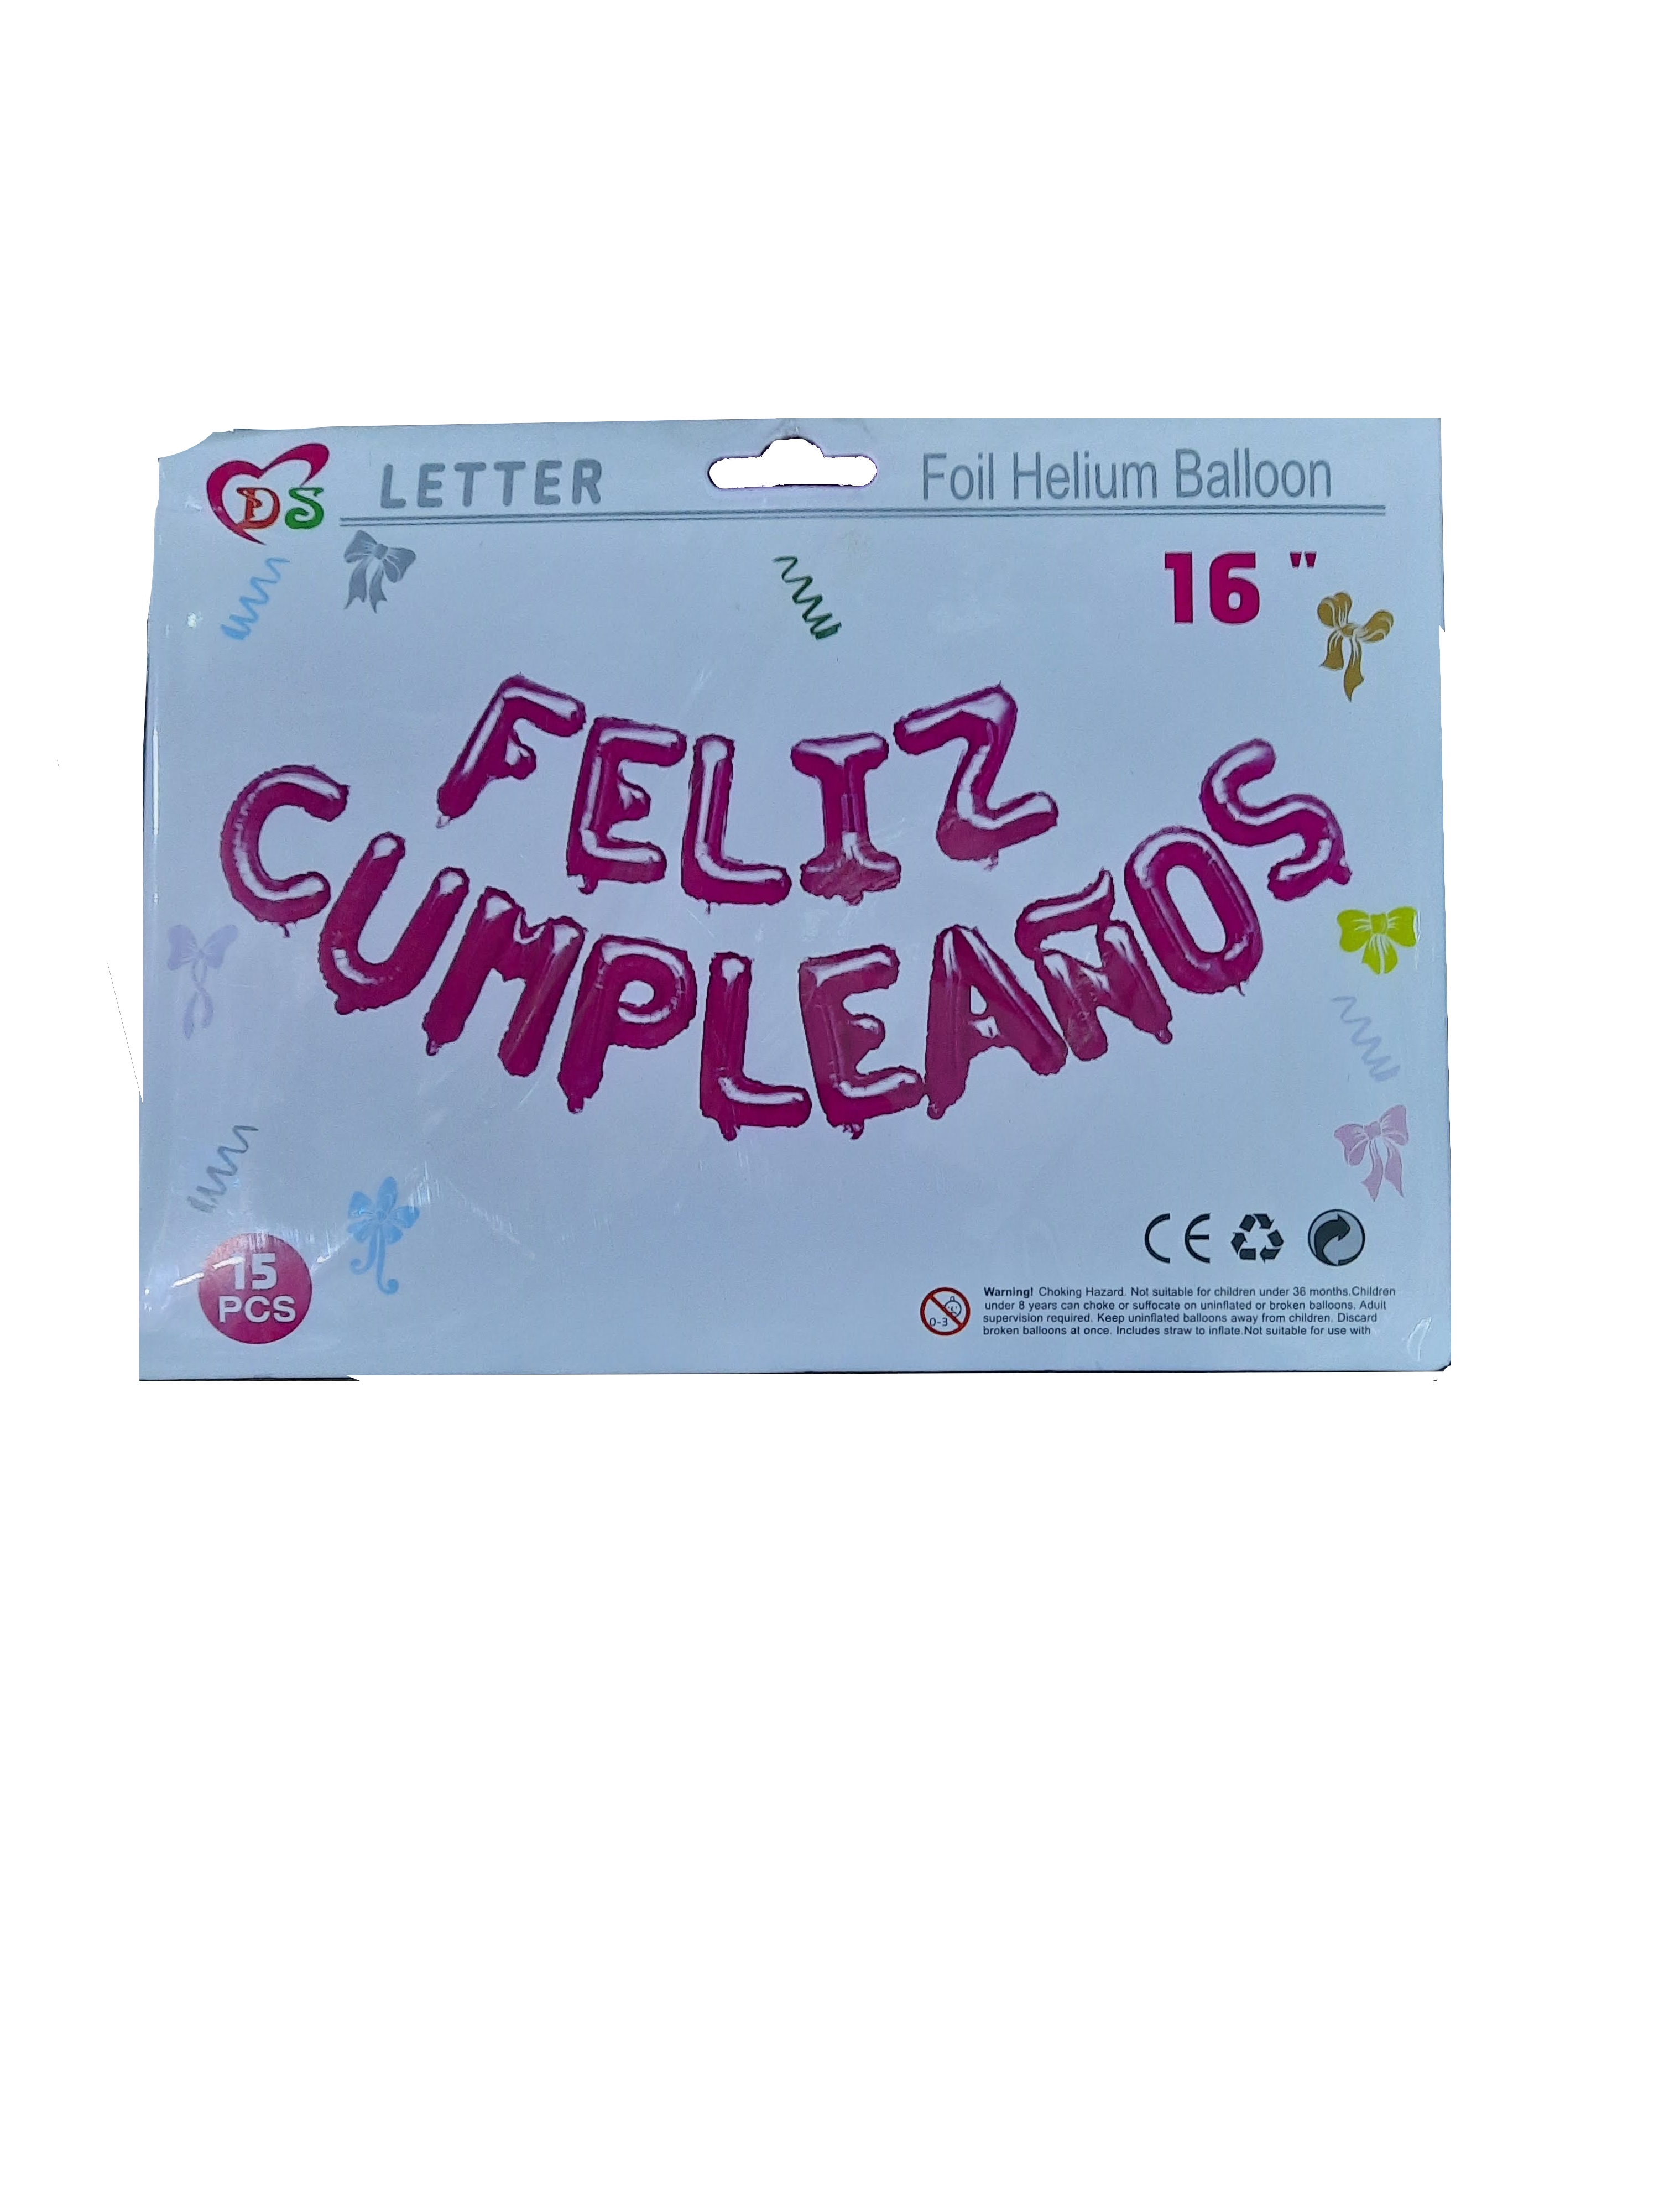 DS
LETTER
Foil Helium Balloon
16 "
FELIZ
CUMPLEAÑOS
15
PCS
CE
0-3
Warning! Choking Hazard. Not suitable for children under 36 months.Children
under 8 years can choke or suffocate on uninflated or broken balloons. Adult
supervision required. Keep uninflated balloons away from children. Discard
broken balloons at once. Includes straw to inflate.Not suitable for use with